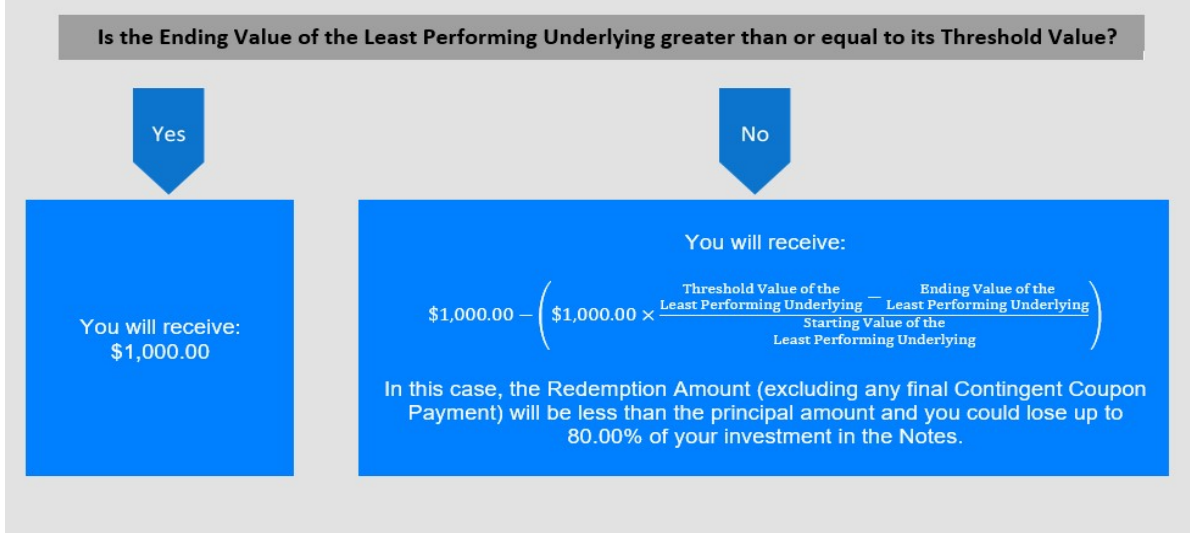 Is the Ending Value of the Least Performing Underlying greater than or equal to its Threshold Value?
Yes
No
You will receive:
$1,000.00
You will receive:
$1,000.00 − ($1,000.00 × (Threshold Value of the Least Performing Underlying − Ending Value of the Least Performing Underlying) / Starting Value of the Least Performing Underlying)
In this case, the Redemption Amount (excluding any final Contingent Coupon
Payment) will be less than the principal amount and you could lose up to
80.00% of your investment in the Notes.